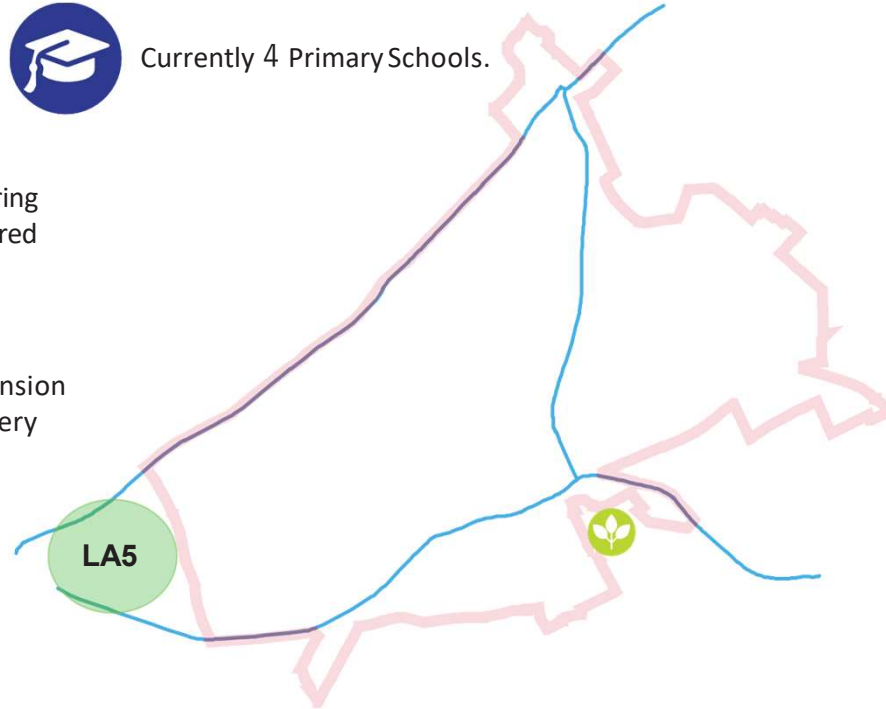 Currently 4 Primary Schools.
ring
red
nsion
ery
LA5